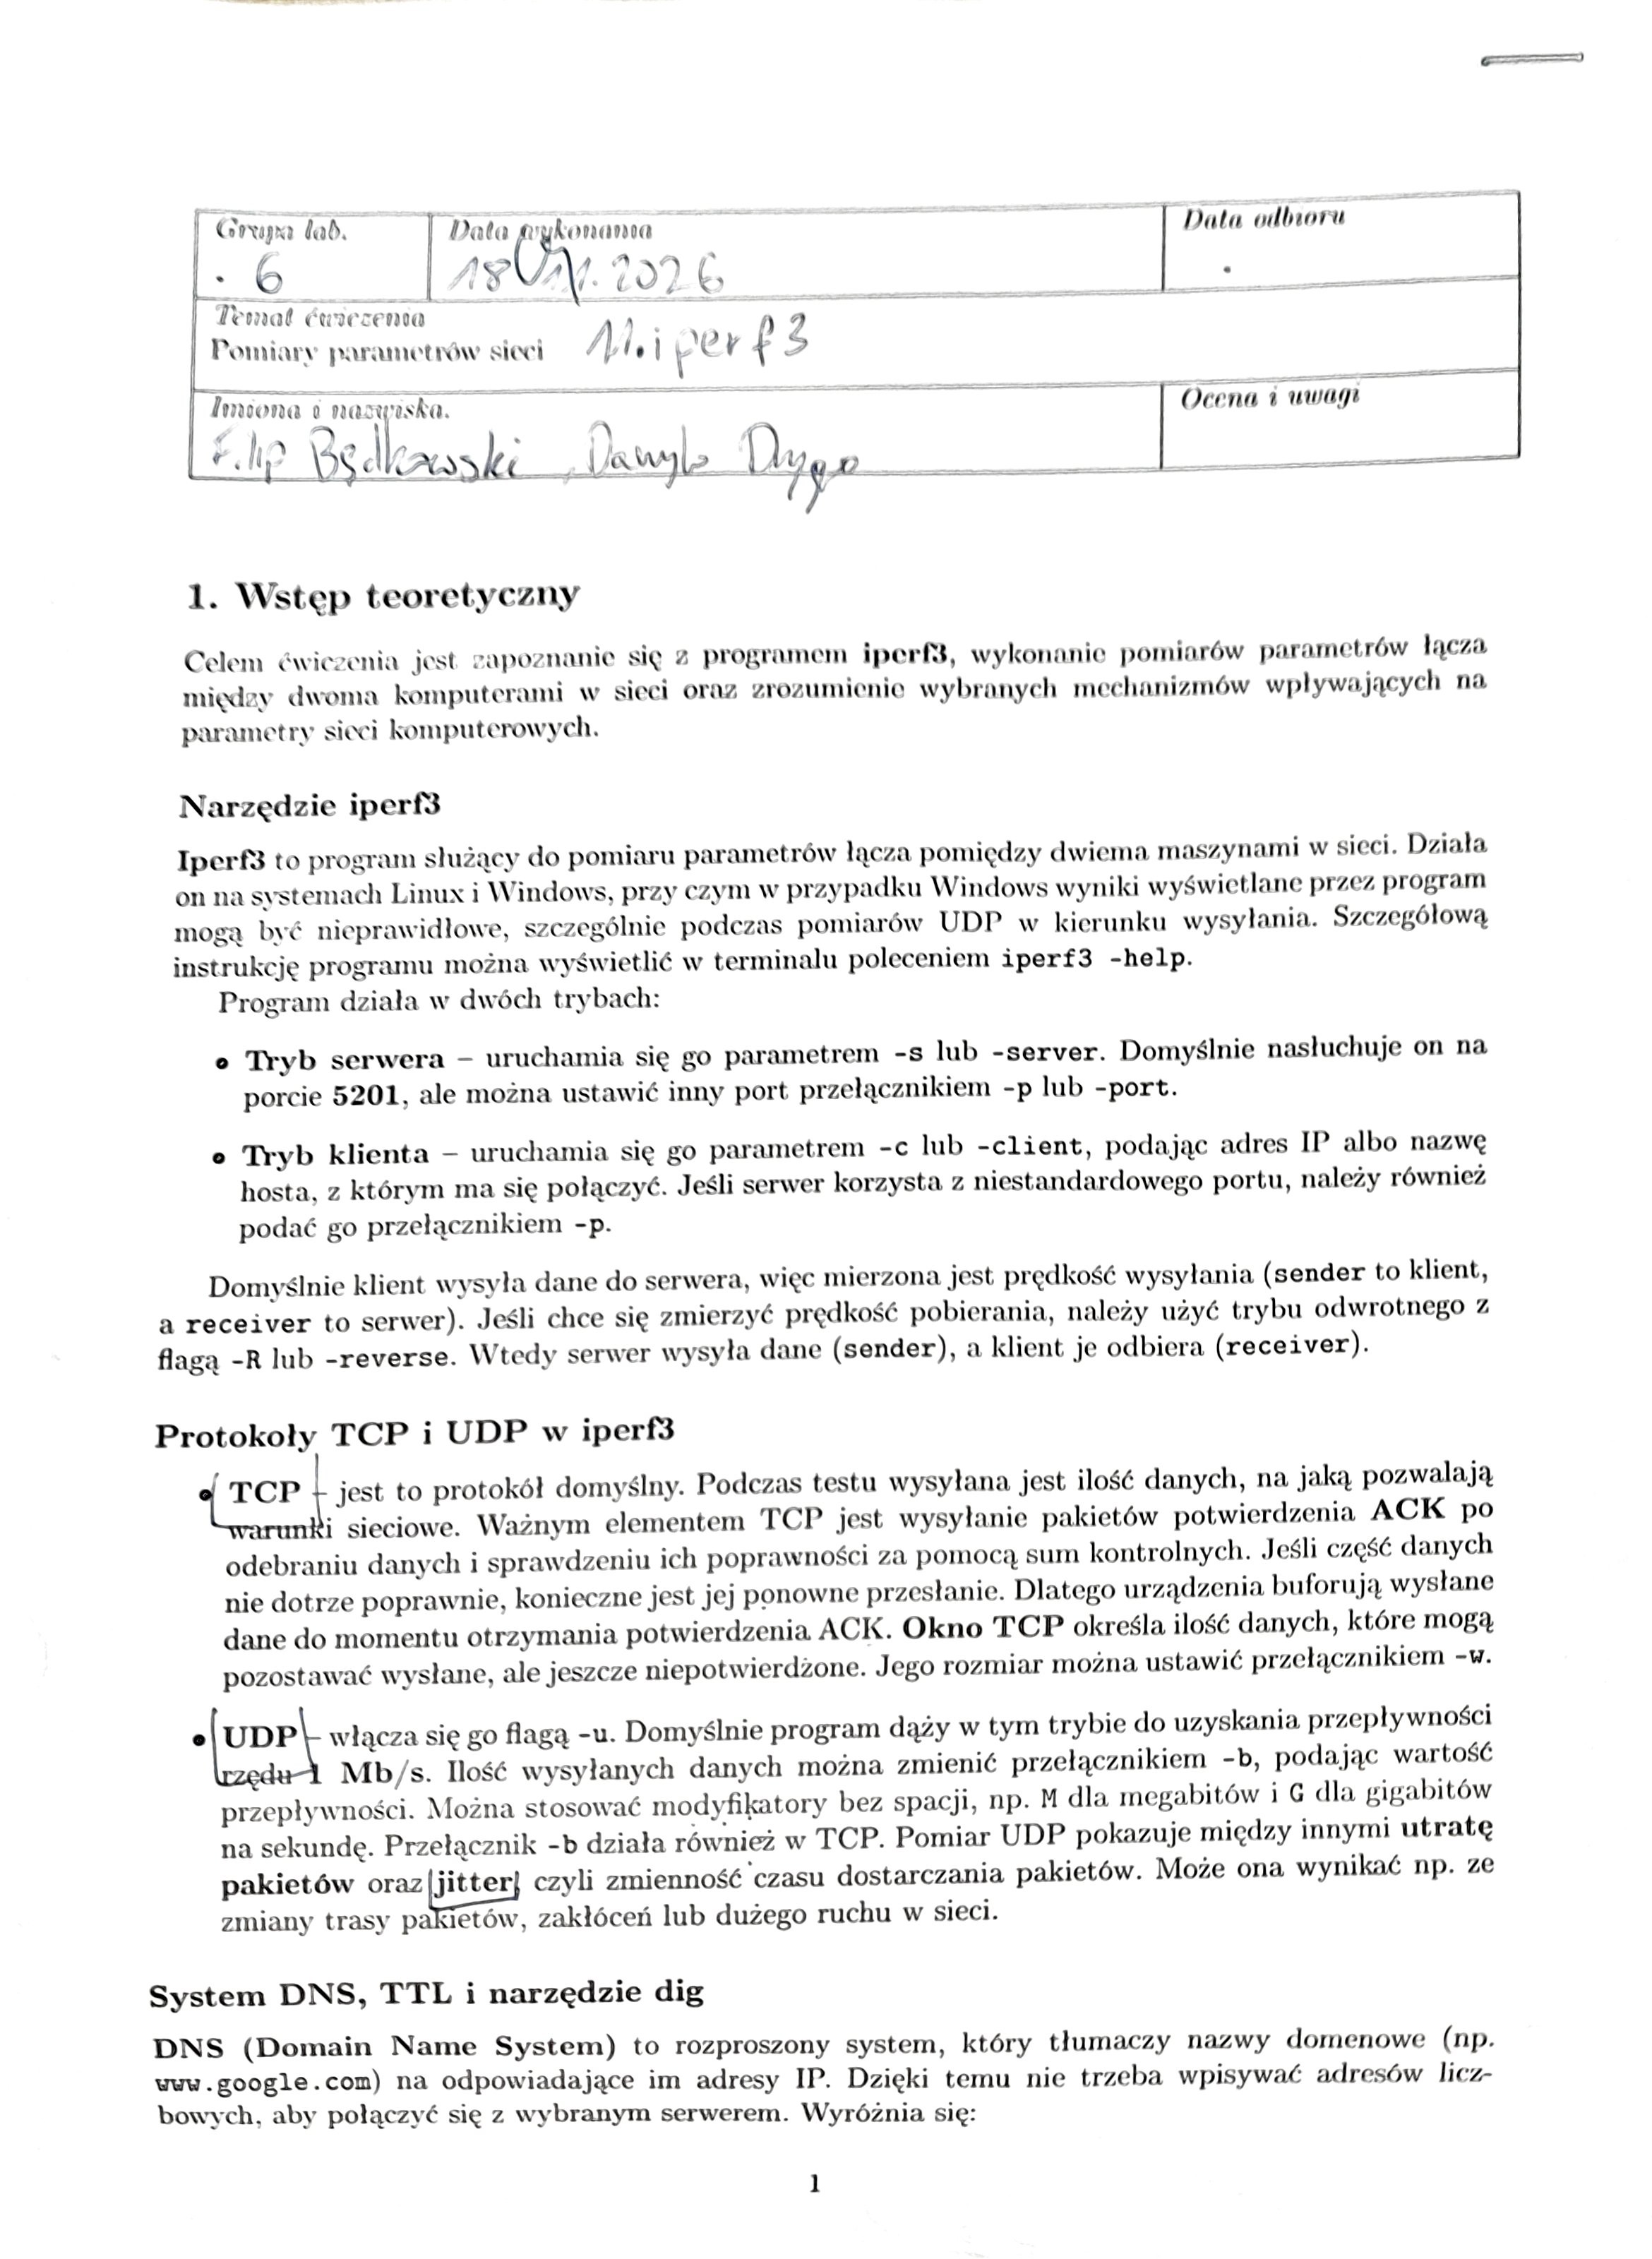 Grupa lab.
Data wykonania
Data odbioru
. 6
2026
.
Temat ćwiczenia
Pomiary parametrów sieci 11. iperf3
Imiona i nazwiska.
Ocena i uwagi
Filip Danylo
1. Wstęp teoretyczny
Celem ćwiczenia jest zapoznanie się z programem iperf3, wykonanie pomiarów parametrów łącza
między dwoma komputerami w sieci oraz zrozumienie wybranych mechanizmów wpływających na
parametry sieci komputerowych.
Narzędzie iperf3
Iperf3 to program służący do pomiaru parametrów łącza pomiędzy dwiema maszynami w sieci. Działa
on na systemach Linux i Windows, przy czym w przypadku Windows wyniki wyświetlane przez program
mogą być nieprawidłowe, szczególnie podczas pomiarów UDP w kierunku wysyłania. Szczegółową
instrukcję programu można wyświetlić w terminalu poleceniem iperf3 -help.
Program działa w dwóch trybach:
• Tryb serwera – uruchamia się go parametrem -s lub -server. Domyślnie nasłuchuje on na
porcie 5201, ale można ustawić inny port przełącznikiem -p lub -port.
• Tryb klienta – uruchamia się go parametrem -c lub -client, podając adres IP albo nazwę
hosta, z którym ma się połączyć. Jeśli serwer korzysta z niestandardowego portu, należy również
podać go przełącznikiem -p.
Domyślnie klient wysyła dane do serwera, więc mierzona jest prędkość wysyłania (sender to klient,
a receiver to serwer). Jeśli chce się zmierzyć prędkość pobierania, należy użyć trybu odwrotnego z
flagą -R lub -reverse. Wtedy serwer wysyła dane (sender), a klient je odbiera (receiver).
Protokoły TCP i UDP w iperf3
• TCP – jest to protokół domyślny. Podczas testu wysyłana jest ilość danych, na jaką pozwalają
warunki sieciowe. Ważnym elementem TCP jest wysyłanie pakietów potwierdzenia ACK po
odebraniu danych i sprawdzeniu ich poprawności za pomocą sum kontrolnych. Jeśli część danych
nie dotrze poprawnie, konieczne jest jej ponowne przesłanie. Dlatego urządzenia buforują wysłane
dane do momentu otrzymania potwierdzenia ACK. Okno TCP określa ilość danych, które mogą
pozostawać wysłane, ale jeszcze niepotwierdzone. Jego rozmiar można ustawić przełącznikiem -w.
• UDP – włącza się go flagą -u. Domyślnie program dąży w tym trybie do uzyskania przepływności
rzędu 1 Mb/s. Ilość wysyłanych danych można zmienić przełącznikiem -b, podając wartość
przepływności. Można stosować modyfikatory bez spacji, np. M dla megabitów i G dla gigabitów
na sekundę. Przełącznik -b działa również w TCP. Pomiar UDP pokazuje między innymi utratę
pakietów oraz jitter, czyli zmienność czasu dostarczania pakietów. Może ona wynikać np. ze
zmiany trasy pakietów, zakłóceń lub dużego ruchu w sieci.
System DNS, TTL i narzędzie dig
DNS (Domain Name System) to rozproszony system, który tłumaczy nazwy domenowe (np.
www.google.com) na odpowiadające im adresy IP. Dzięki temu nie trzeba wpisywać adresów licz-
bowych, aby połączyć się z wybranym serwerem. Wyróżnia się:
1